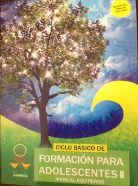 CICLO BÁSICO DE
FORMACIÓN PARA
ADOLESCENTES II
MANUAL EQUIPEROS